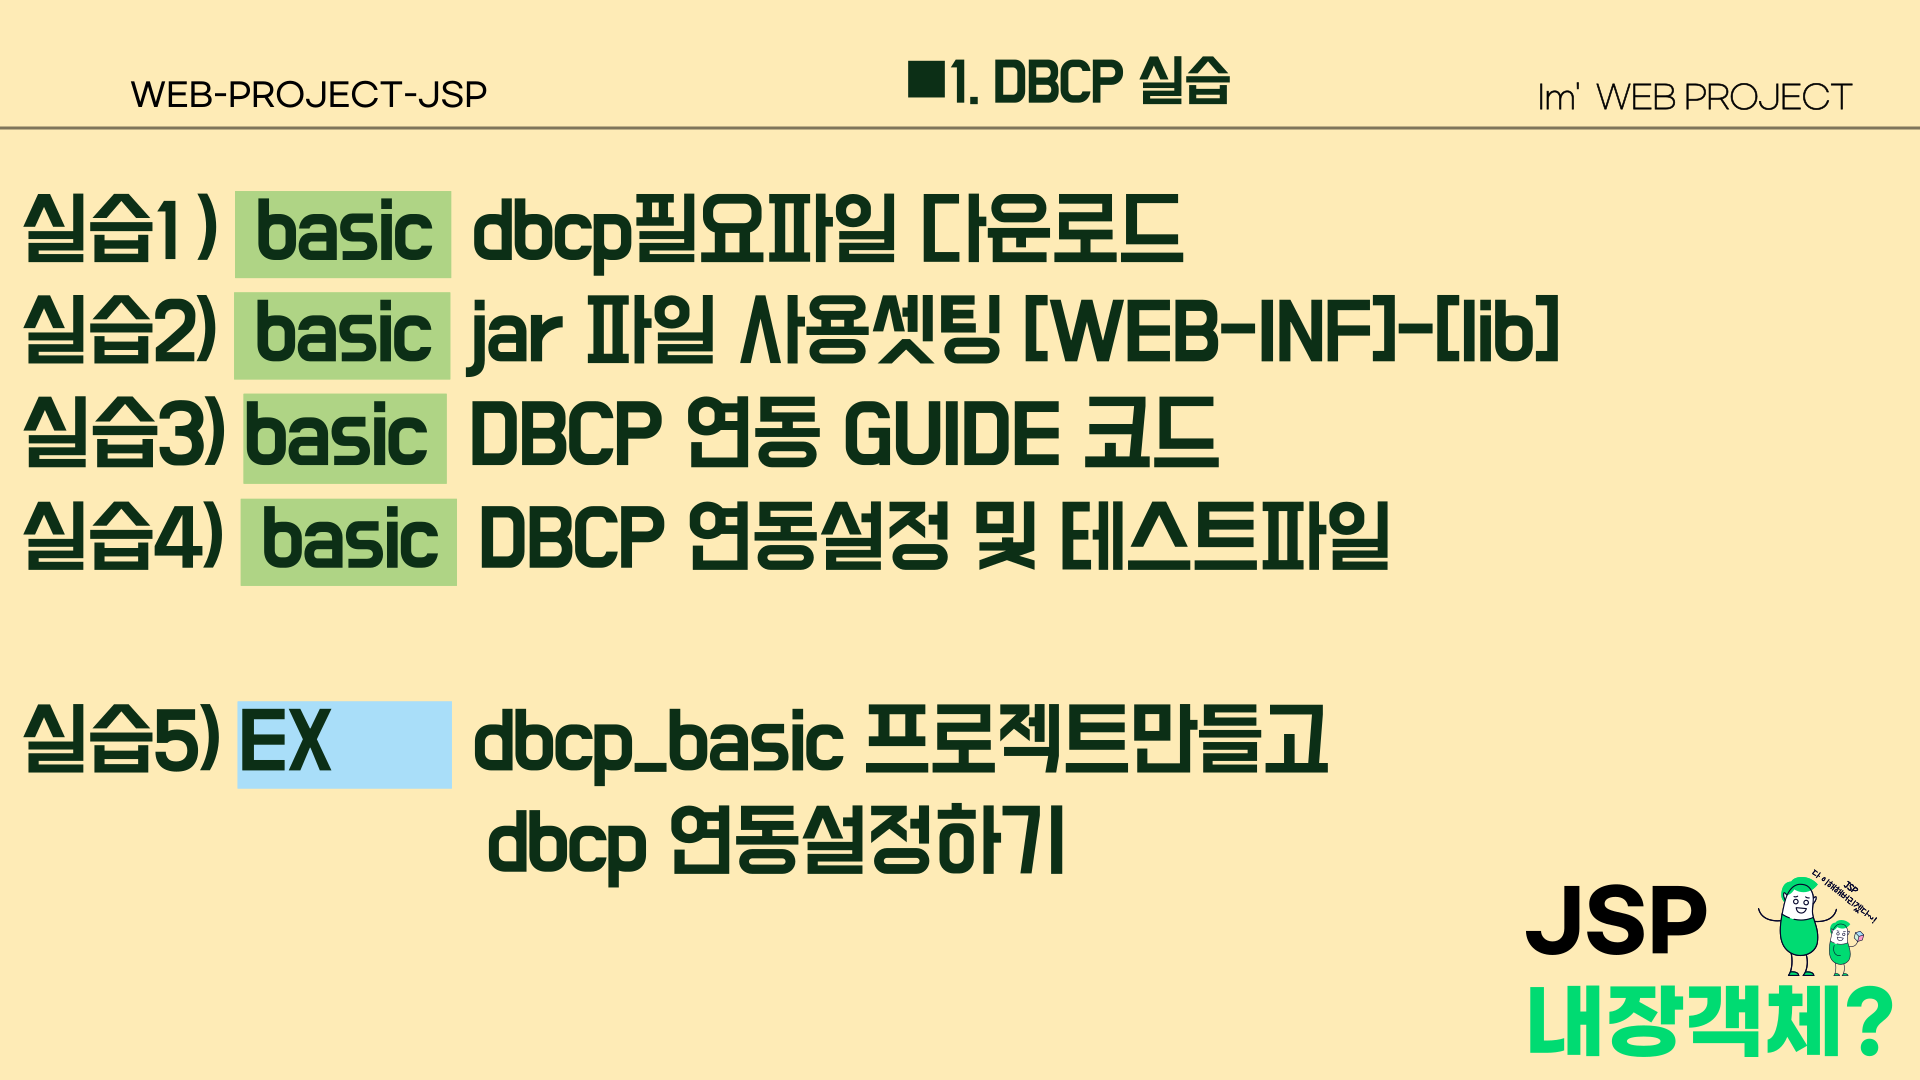 WEB-PROJECT-JSP
■1. DBCP 실습
Im' WEB PROJECT
실습1 ) basic dbcp필요파일 다운로드
실습2) basic jar 파일 사용셋팅 [WEB-INF]-[lib]
실습3) basic DBCP 연동 GUIDE 코드
실습4) basic DBCP 연동설정 및 테스트파일
실습5) EX dbcp_basic 프로젝트만들고
dbcp 연동설정하기
JSP
내장객체?
JSP